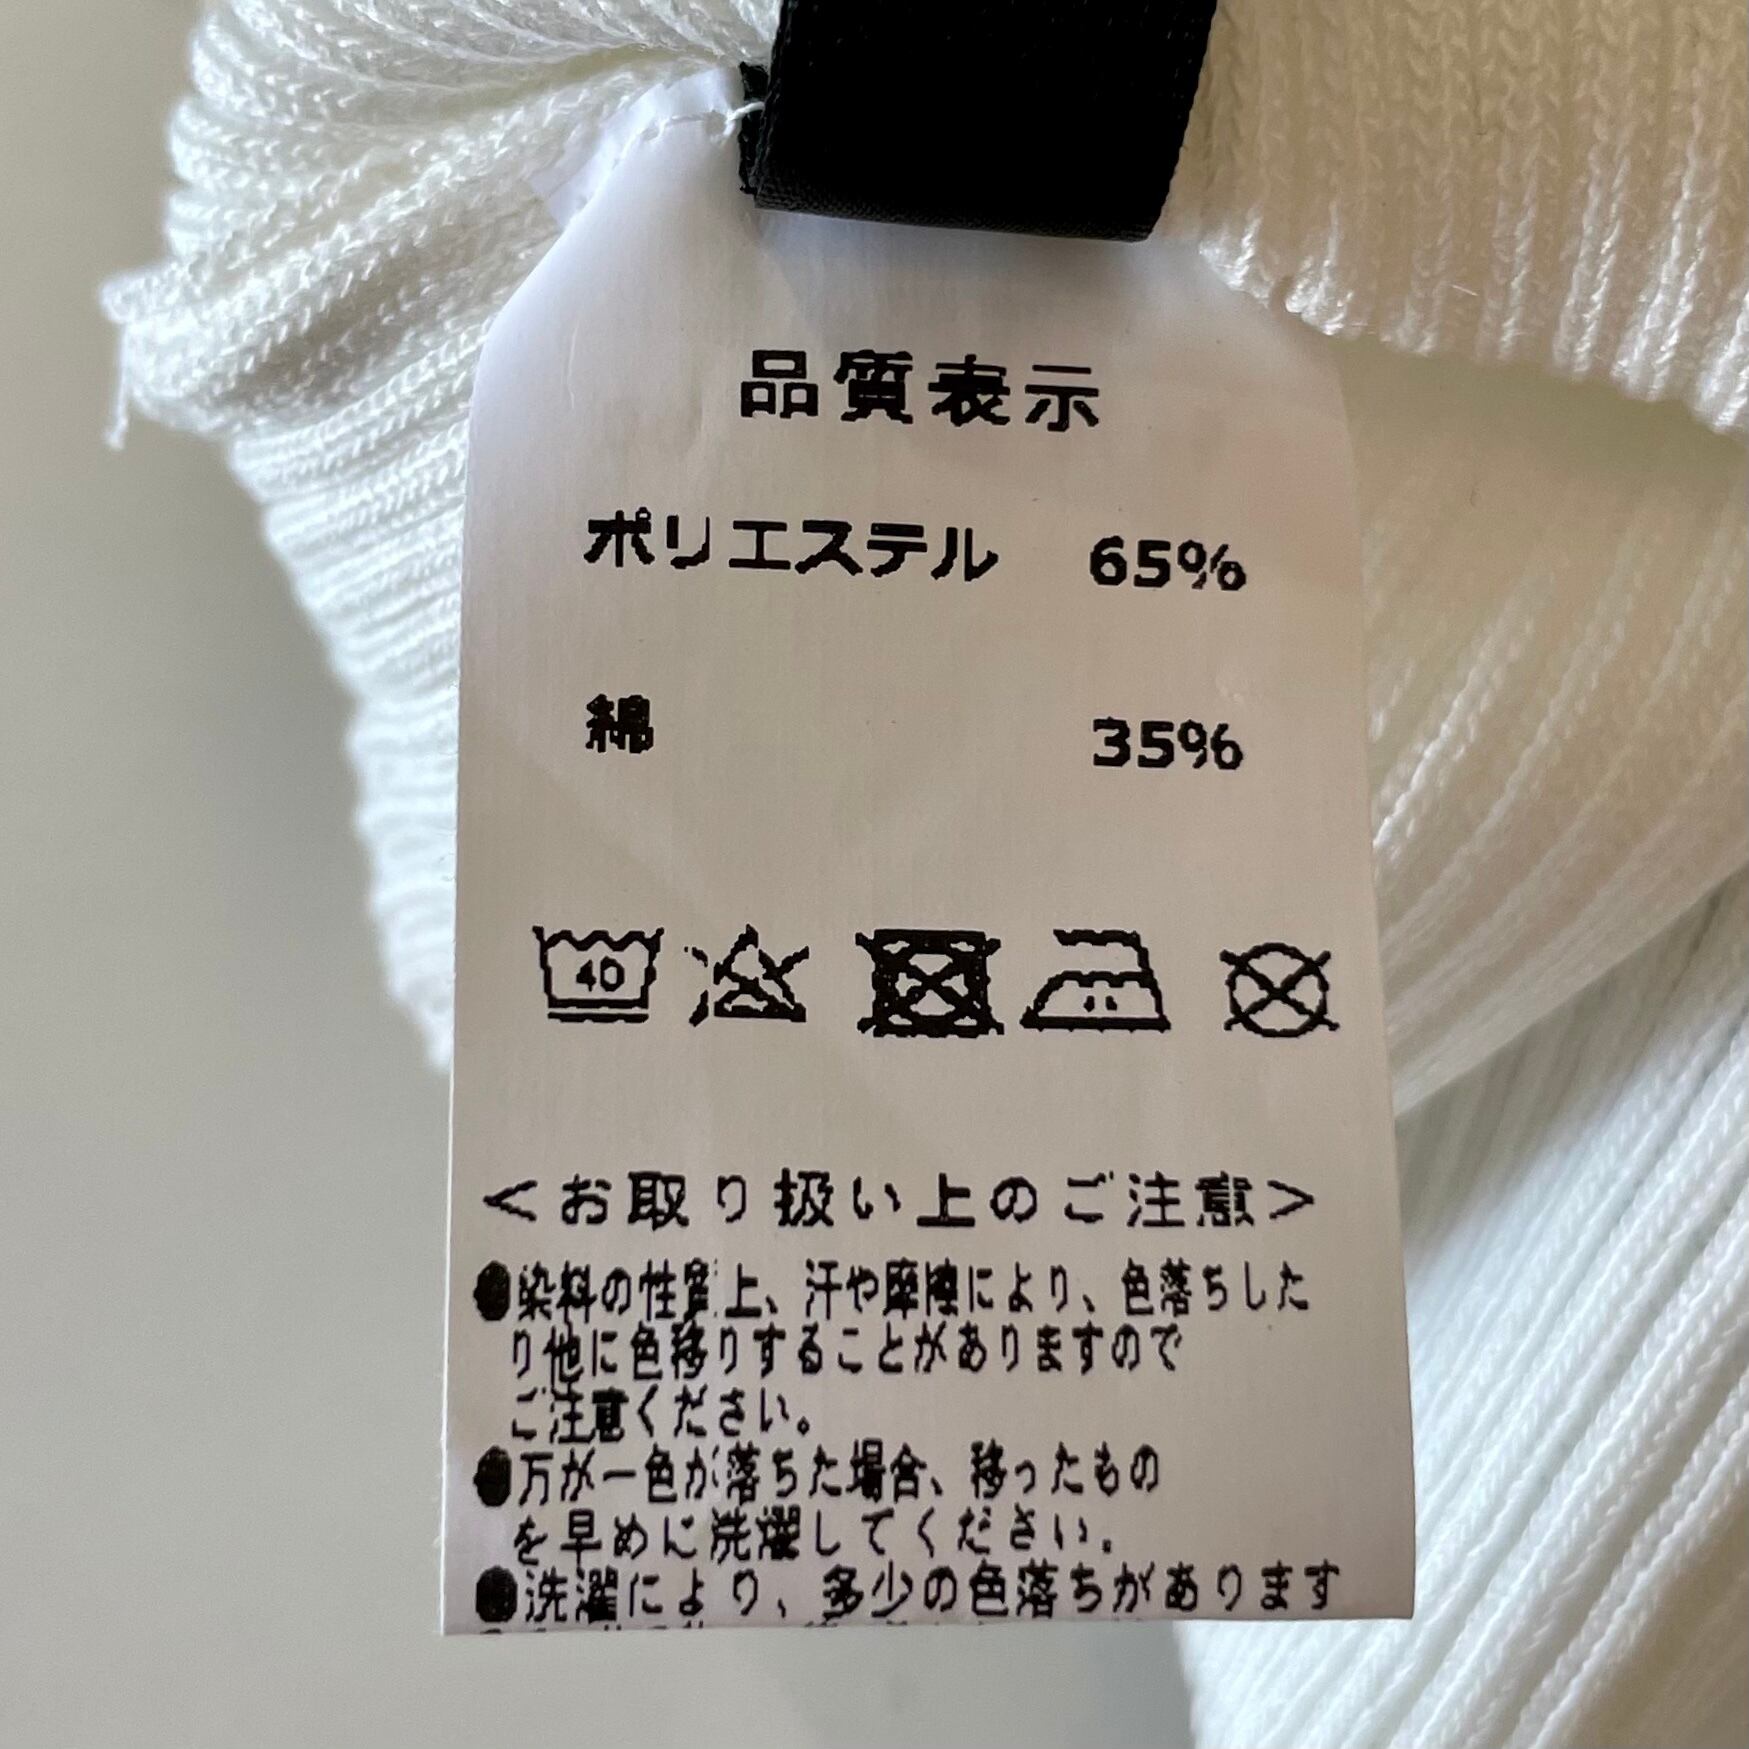 品質表示
ポリエステル 65%
綿 35%
40
<お取り扱い上のご注意>
●染料の性質上、汗や摩擦により、色落ちした
り他に色移りすることがありますので
ご注意ください。
●万が一色が落ちた場合、移ったもの
を早めに洗濯してください.
●洗濯により、多少の色落ちがあります